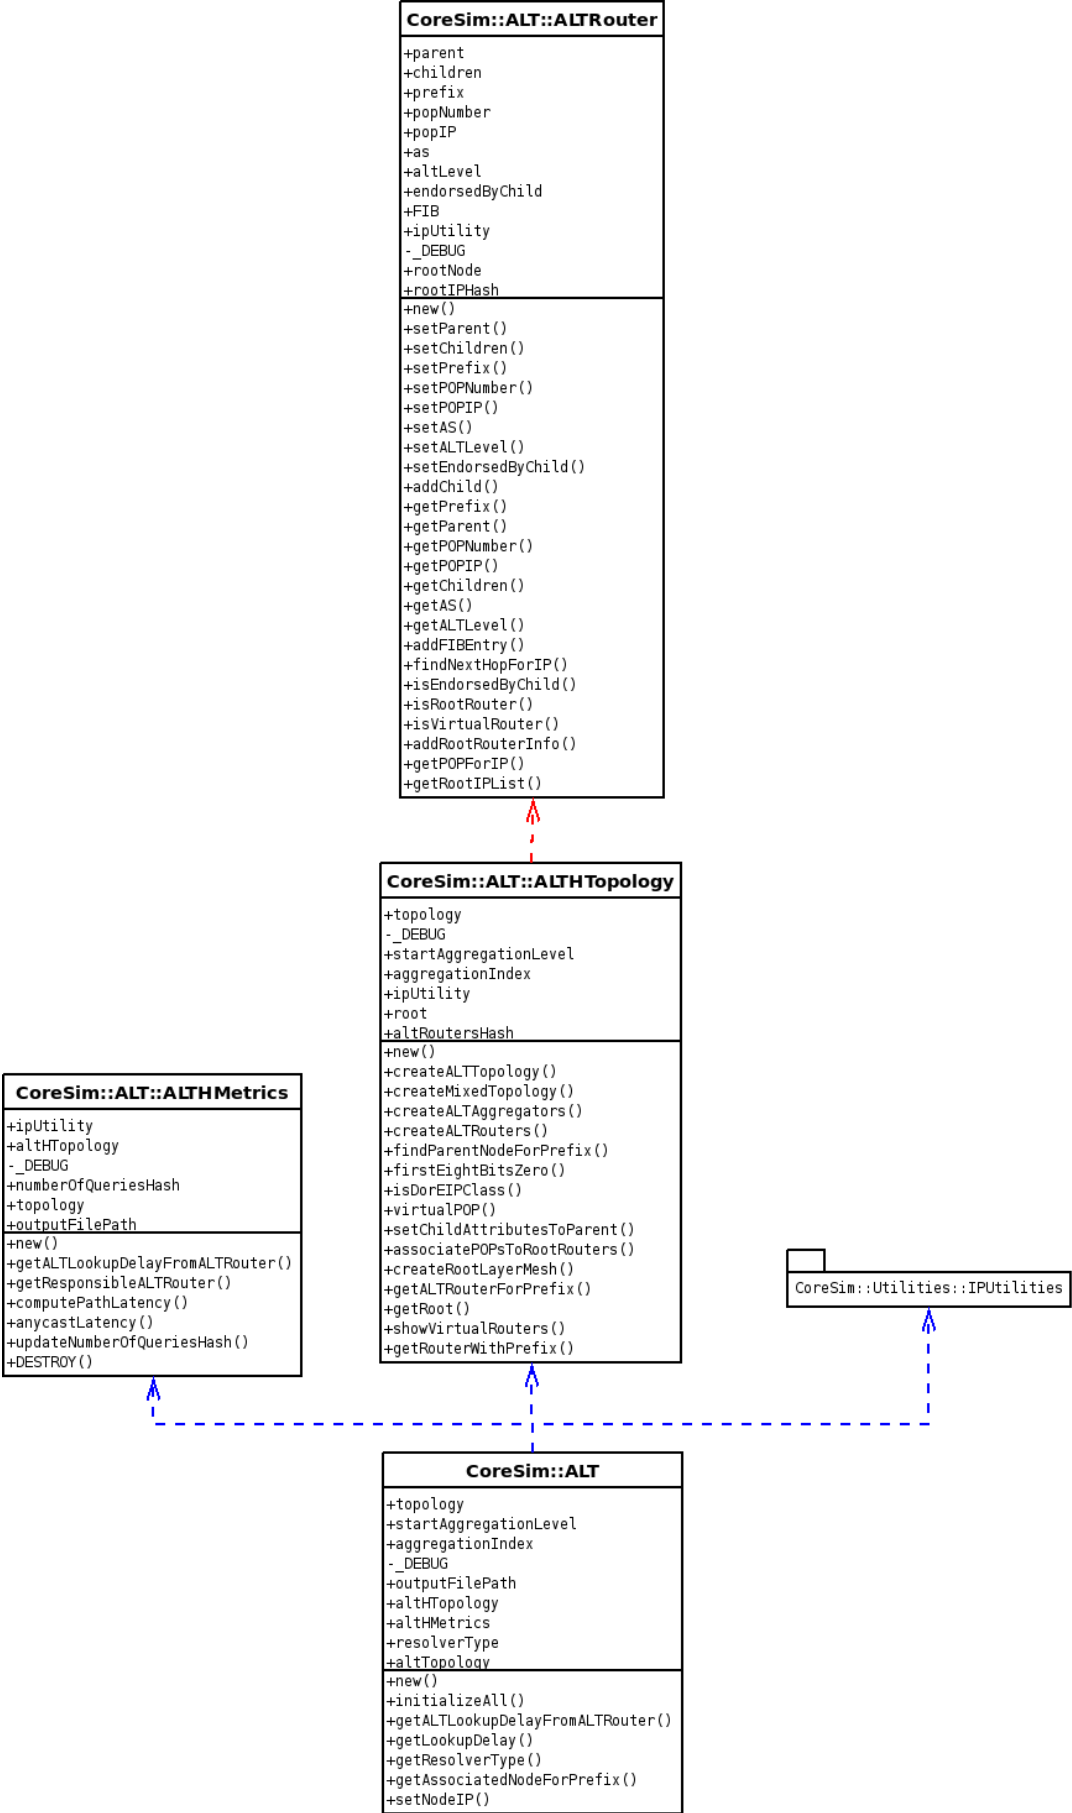 CoreSim::ALT::ALTRouter
+parent
+children
+prefix
+popNumber
+popIP
+as
+altLevel
+endorsedByChild
+FIB
+ipUtility
-_DEBUG
+rootNode
+rootIPHash
+new()
+setParent()
+setChildren()
+setPrefix()
+setPOPNumber()
+setPOPIP()
+setAS()
+setALTLevel()
+setEndorsedByChild()
+addChild()
+getPrefix()
+getParent()
+getPOPNumber()
+getPOPIP()
+getChildren()
+getAS()
+getALTLevel()
+addFIBEntry()
+findNextHopForIP()
+isEndorsedByChild()
+isRootRouter()
+isVirtualRouter()
+addRootRouterInfo()
+getPOPForIP()
+getRootIPList()
CoreSim::ALT::ALTHTopology
+topology
-_DEBUG
+startAggregationLevel
+aggregationIndex
+ipUtility
+root
+altRoutersHash
+new()
+createALTTopology()
+createMixedTopology()
+createALTAggregators()
+createALTRouters()
+findParentNodeForPrefix()
+firstEightBitsZero()
+isDorEIPClass()
+virtualPOP()
+setChildAttributesToParent()
+associatePOPsToRootRouters()
+createRootLayerMesh()
+getALTRouterForPrefix()
+getRoot()
+showVirtualRouters()
+getRouterWithPrefix()
CoreSim::ALT::ALTHMetrics
+ipUtility
+altHTopology
-_DEBUG
+numberOfQueriesHash
+topology
+outputFilePath
+new()
+getALTLookupDelayFromALTRouter()
+getResponsibleALTRouter()
+computePathLatency()
+anycastLatency()
+updateNumberOfQueriesHash()
+DESTROY()
CoreSim::Utilities::IPUtilities
CoreSim::ALT
+topology
+startAggregationLevel
+aggregationIndex
-_DEBUG
+outputFilePath
+altHTopology
+altHMetrics
+resolverType
+altTopology
+new()
+initializeAll()
+getALTLookupDelayFromALTRouter()
+getLookupDelay()
+getResolverType()
+getAssociatedNodeForPrefix()
+setNodeIP()